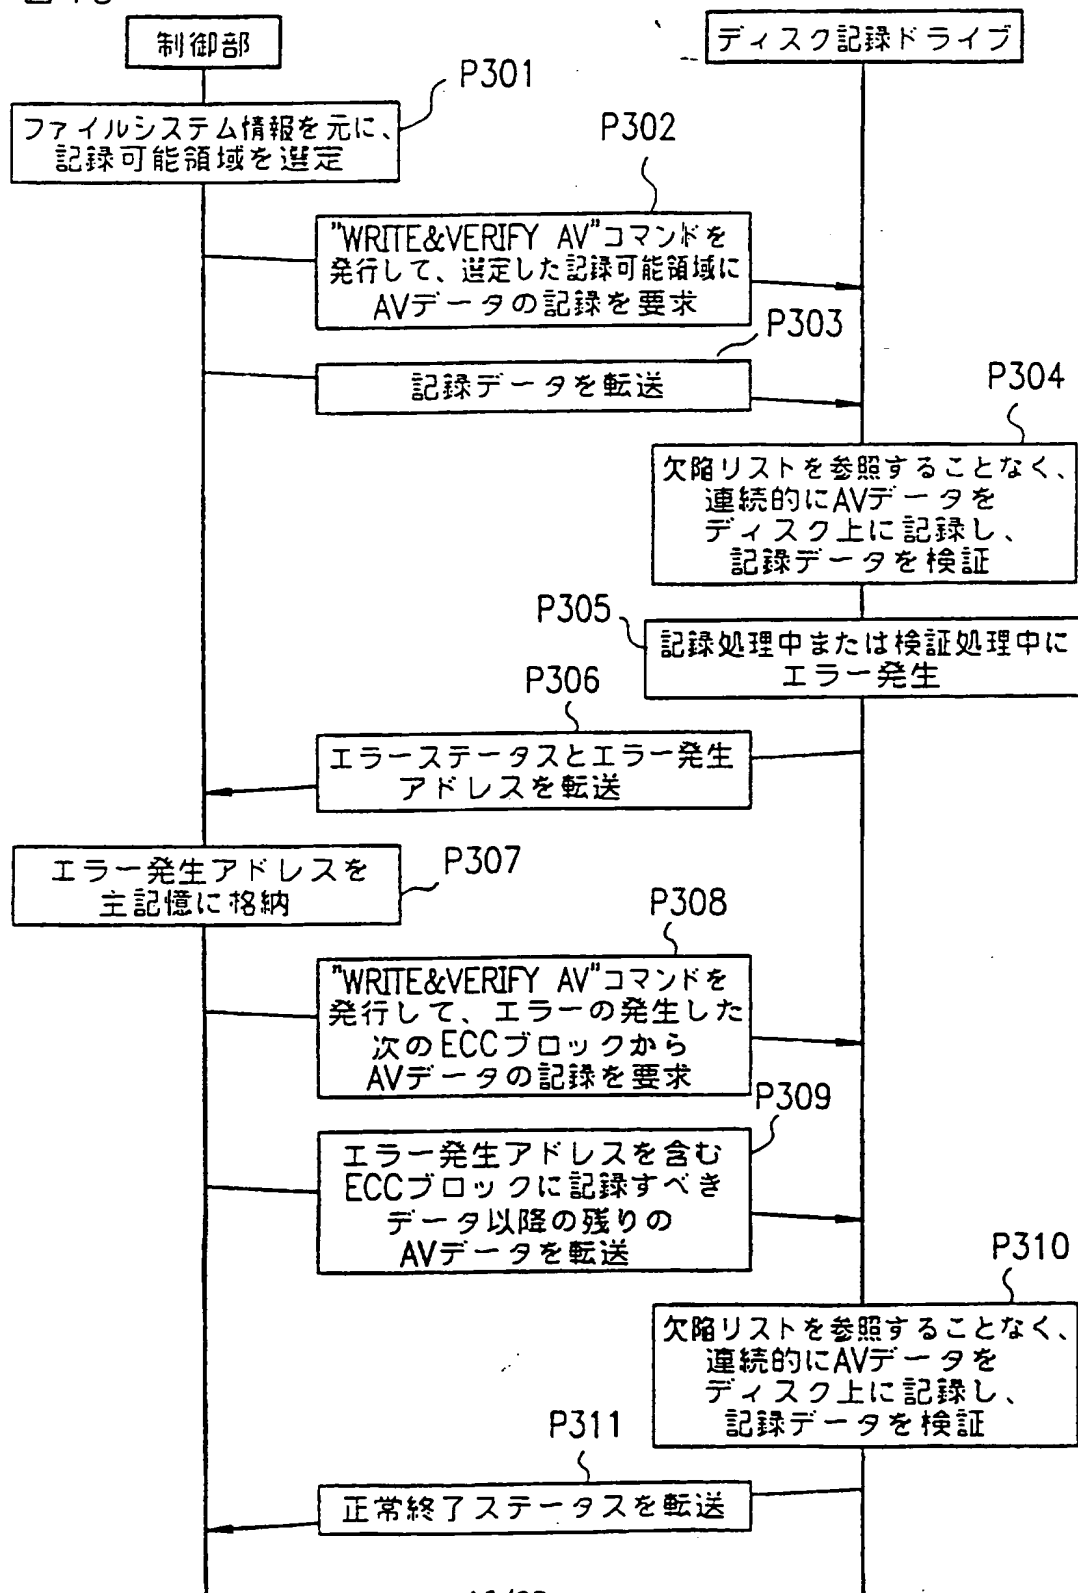 制御部
ディスク記録ドライブ
P301
ファイルシステム情報を元に、
記録可能領域を選定
P302
"WRITE&VERIFY AV"コマンドを
発行して、選定した記録可能領域に
AVデータの記録を要求
P303
記録データを転送
P304
欠陥リストを参照することなく、
連続的にAVデータを
ディスク上に記録し、
記録データを検証
P305
記録処理中または検証処理中に
エラー発生
P306
エラーステータスとエラー発生
アドレスを転送
P307
エラー発生アドレスを
主記憶に格納
P308
"WRITE&VERIFY AV"コマンドを
発行して、エラーの発生した
次のECCブロックから
AVデータの記録を要求
P309
エラー発生アドレスを含む
ECCブロックに記録すべき
データ以降の残りの
AVデータを転送
P310
欠陥リストを参照することなく、
連続的にAVデータを
ディスク上に記録し、
記録データを検証
P311
正常終了ステータスを転送